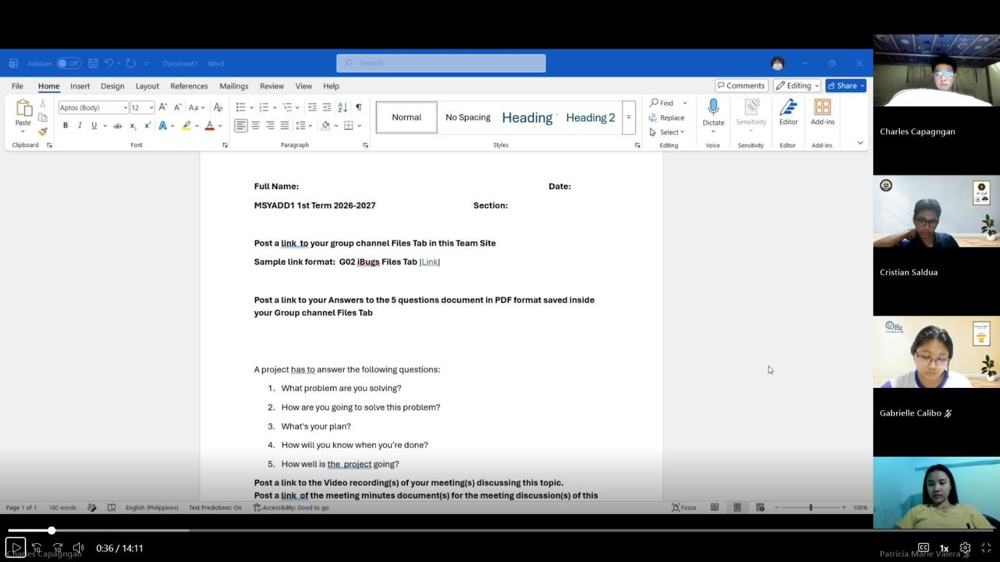 AutoSave Off Document1 - Word Search
File Home Insert Design Layout References Mailings Review View Help Comments Editing Share
Paste Aptos (Body) 12 Aa Normal No Spacing Heading Heading 2 Find Replace Select Dictate Sensitivity Editor Add-ins
Clipboard Font Paragraph Styles Editing Voice Sensitivity Editor Add-ins
Full Name: Date:
MSYADD1 1st Term 2026-2027 Section:
Post a link to your group channel Files Tab in this Team Site
Sample link format: G02 iBugs Files Tab |Link|
Post a link to your Answers to the 5 questions document in PDF format saved inside
your Group channel Files Tab
A project has to answer the following questions:
1. What problem are you solving?
2. How are you going to solve this problem?
3. What's your plan?
4. How will you know when you're done?
5. How well is the project going?
Post a link to the Video recording(s) of your meeting(s) discussing this topic.
Post a link of the meeting minutes document(s) for the meeting discussion(s) of this
Page 1 of 1 160 words English (Philippines) Text Predictions: On Accessibility: Good to go Focus 100%
Charles Capagngan
Cristian Saldua
Gabrielle Calibo
Patricia Marie Valera
10 10 0:36 / 14:11 CC 1x
Charles Capagngan